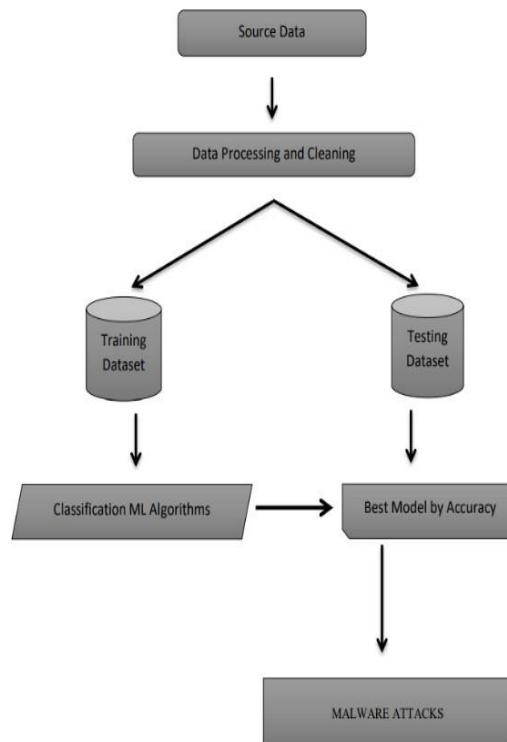 Source Data
Data Processing and Cleaning
Training
Dataset
Testing
Dataset
Classification ML Algorithms
Best Model by Accuracy
MALWARE ATTACKS